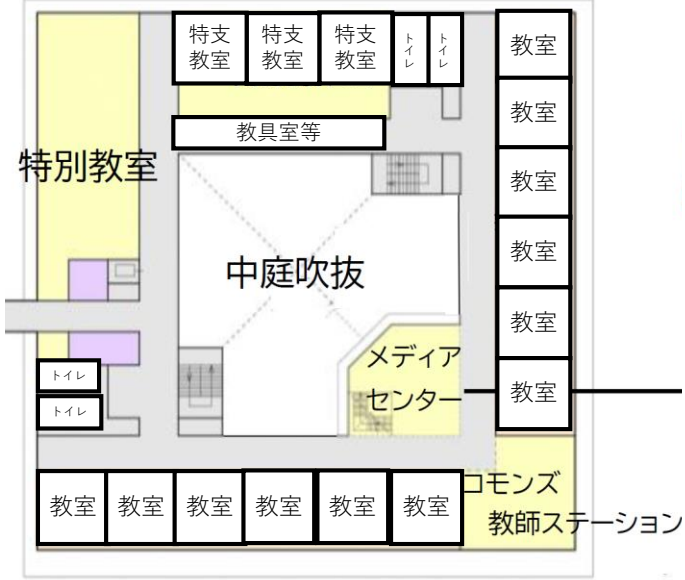 特支
教室
特支
教室
特支
教室
トイレ
トイレ
教室
教具室等
教室
特別教室
教室
中庭吹抜
教室
教室
メディア
センター
トイレ
トイレ
教室
教室
教室
教室
教室
教室
教室
コモンズ
教師ステーション